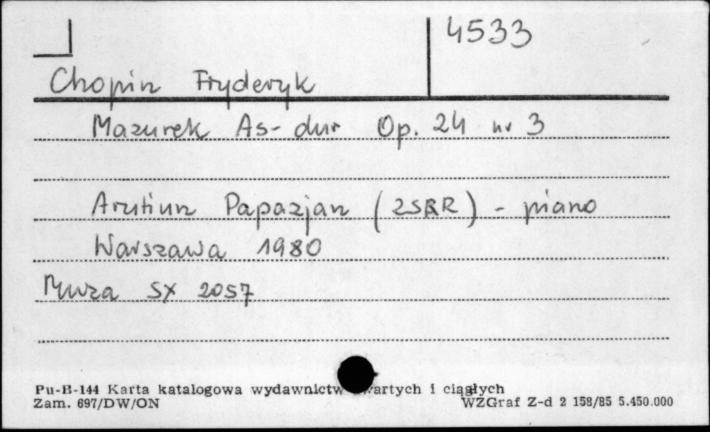 4533
Chopin Fryderyk
Mazurek As-dur Op. 24 nr 3
Arutiun Papazjan (ZSRR) - piano
Warszawa 1980
Muza SX 2057
Pu-B-144 Karta katalogowa wydawnictw zwartych i ciągłych
Zam. 697/DW/ON WZGraf Z-d 2 158/85 5.450.000